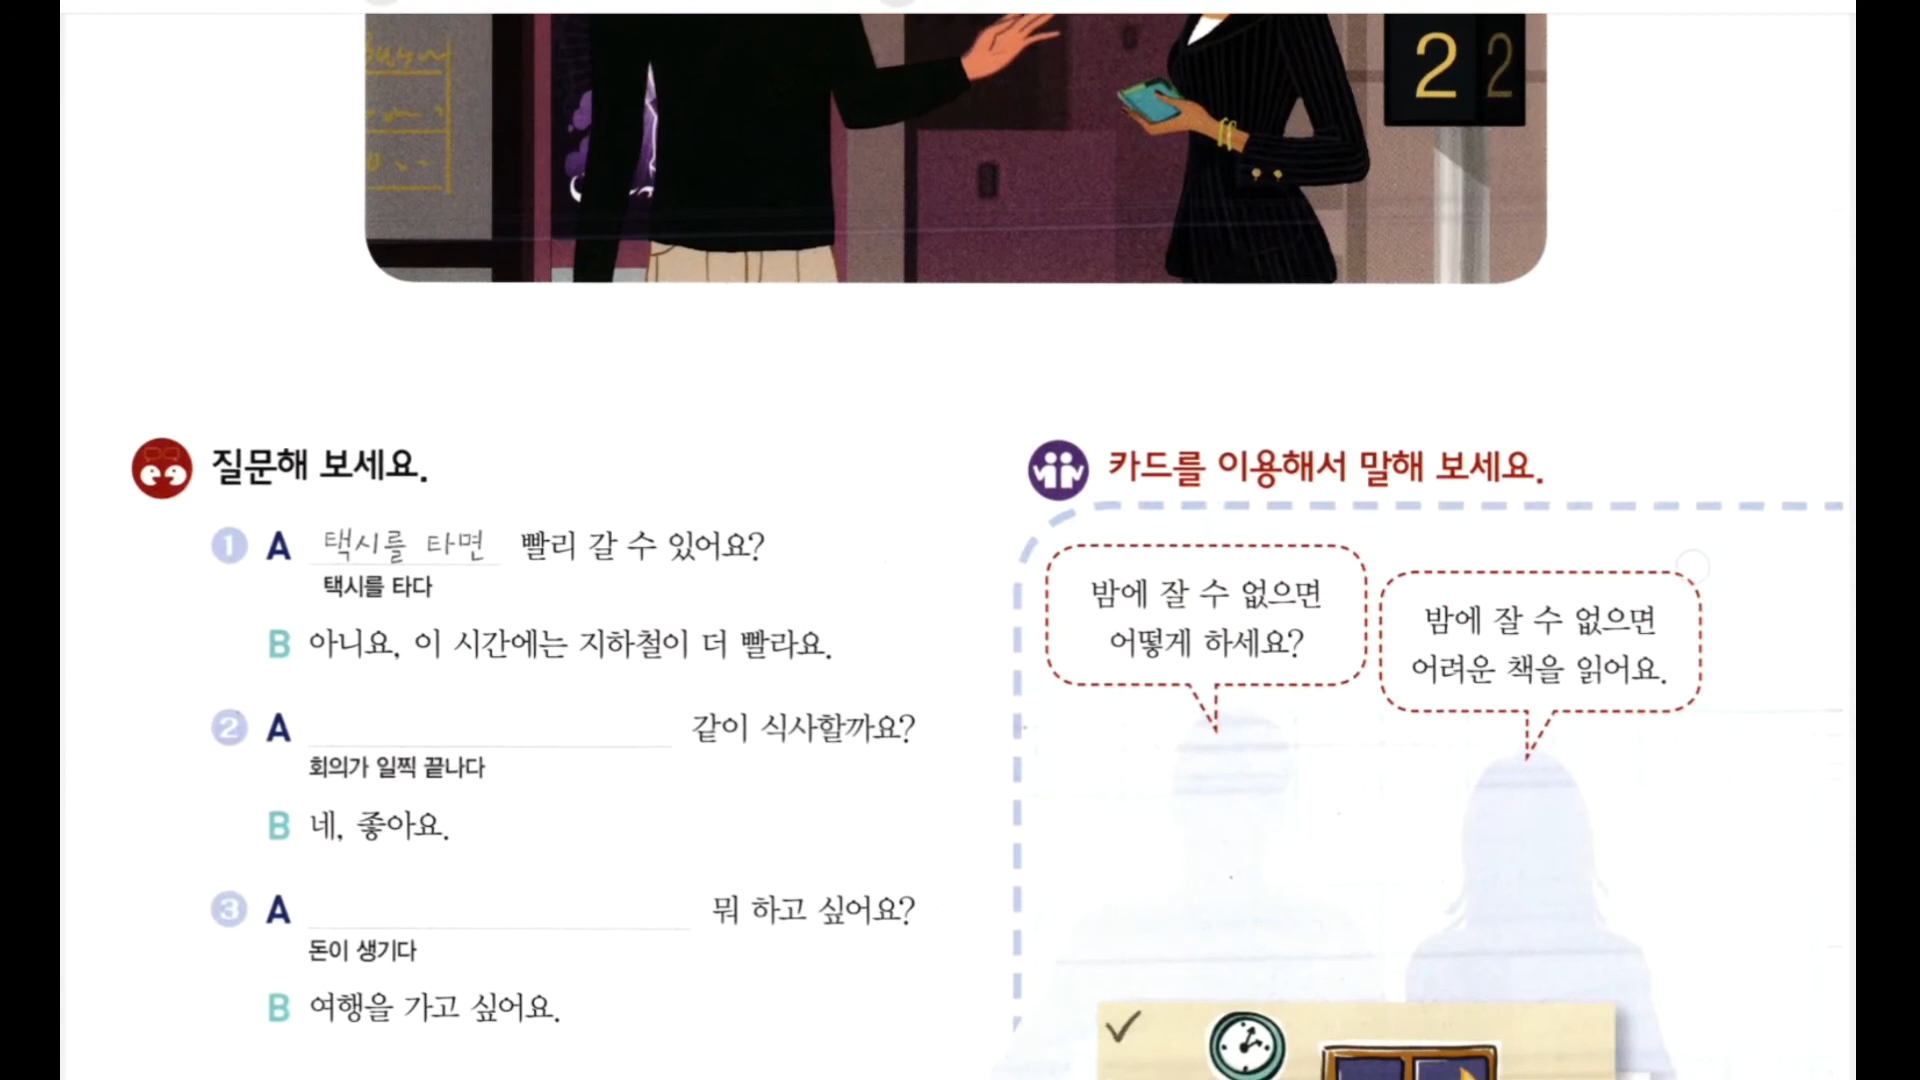 Busan
2 2
질문해 보세요.
1 A 택시를 타면 빨리 갈 수 있어요?
택시를 타다
B 아니요, 이 시간에는 지하철이 더 빨라요.
2 A 같이 식사할까요?
회의가 일찍 끝나다
B 네, 좋아요.
3 A 뭐 하고 싶어요?
돈이 생기다
B 여행을 가고 싶어요.
카드를 이용해서 말해 보세요.
밤에 잘 수 없으면
어떻게 하세요?
밤에 잘 수 없으면
어려운 책을 읽어요.